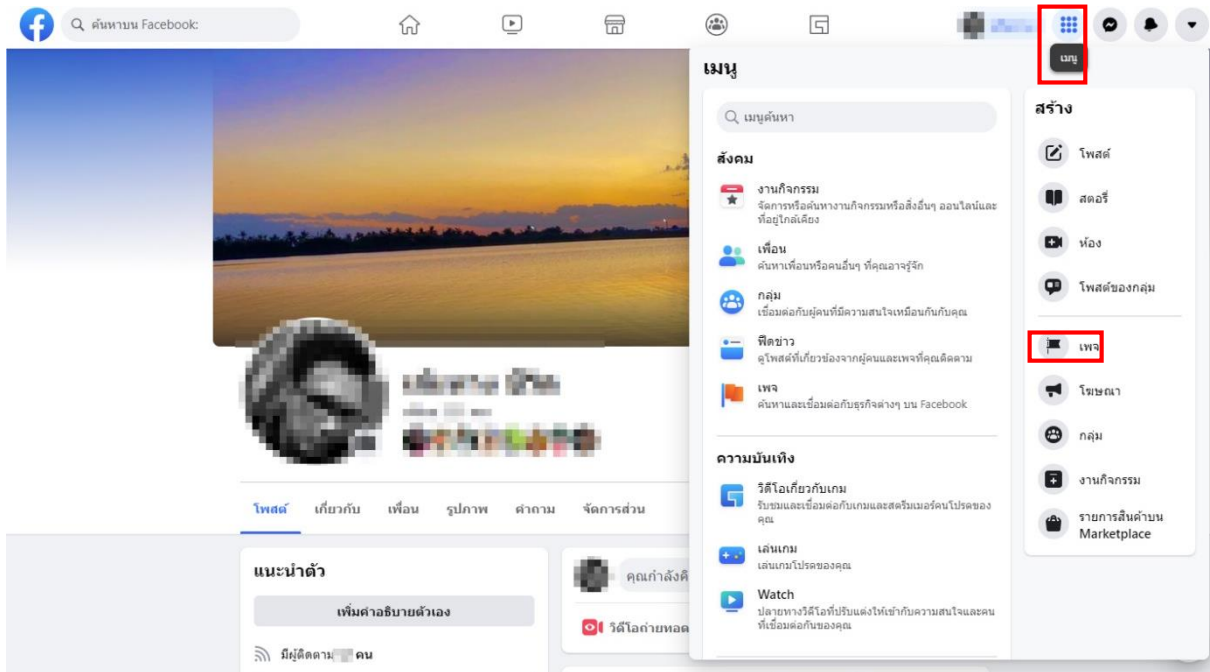 ค้นหาบน Facebook:
เมนู
เมนู
เมนูค้นหา
สังคม
งานกิจกรรม
จัดการหรือค้นหางานกิจกรรมหรือสิ่งอื่นๆ ออนไลน์และ
ที่อยู่ใกล้เคียง
เพื่อน
ค้นหาเพื่อนหรือคนอื่นๆ ที่คุณอาจรู้จัก
กลุ่ม
เชื่อมต่อกับผู้คนที่มีความสนใจเหมือนกันกับคุณ
ฟีดข่าว
ดูโพสต์ที่เกี่ยวข้องจากผู้คนและเพจที่คุณติดตาม
เพจ
ค้นหาและเชื่อมต่อกับธุรกิจต่างๆ บน Facebook
ความบันเทิง
วิดีโอเกี่ยวกับเกม
รับชมและเชื่อมต่อกับเกมและสตรีมเมอร์คนโปรดของ
คุณ
เล่นเกม
เล่นเกมโปรดของคุณ
Watch
ปลายทางวิดีโอที่ปรับแต่งให้เข้ากับความสนใจและคน
ที่เชื่อมต่อกันของคุณ
สร้าง
โพสต์
สตอรี่
ห้อง
โพสต์ของกลุ่ม
เพจ
โฆษณา
กลุ่ม
งานกิจกรรม
รายการสินค้าบน
Marketplace
โพสต์ เกี่ยวกับ เพื่อน รูปภาพ คำถาม จัดการส่วน
แนะนำตัว
เพิ่มคำอธิบายตัวเอง
มีผู้ติดตาม คน
คุณกำลังคิ
วิดีโอถ่ายทอด